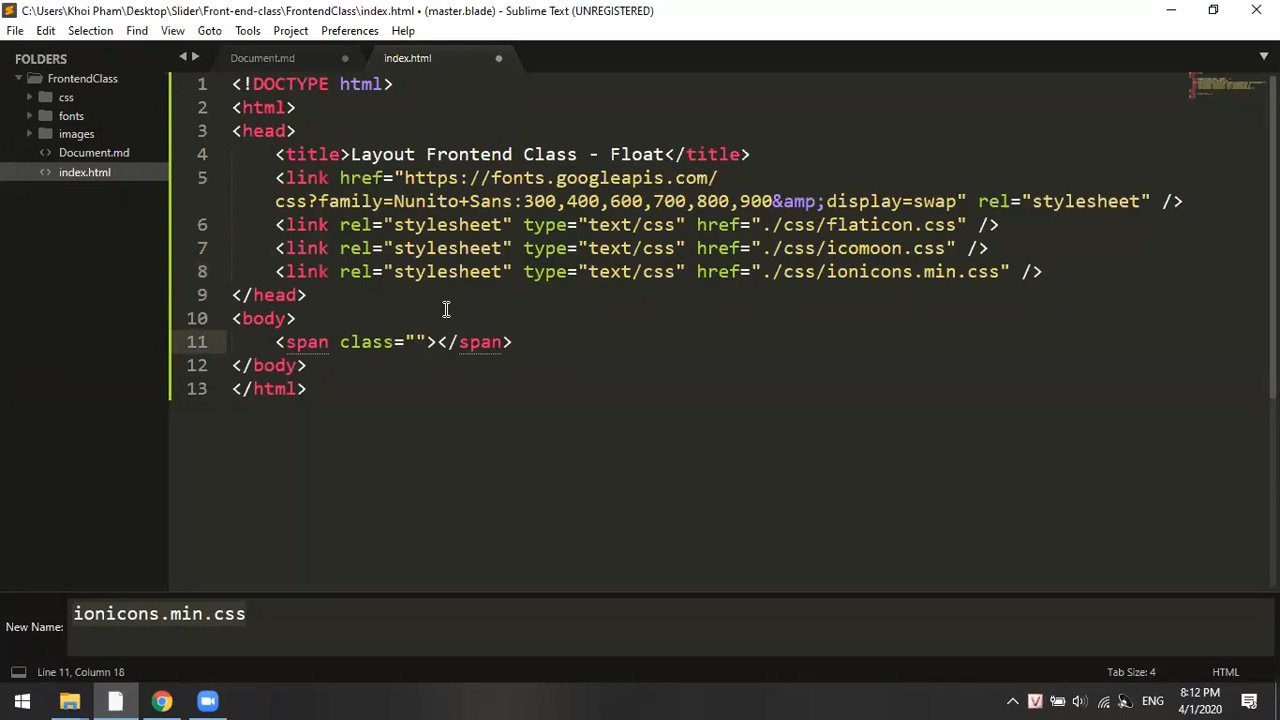 C:\Users\Khoi Pham\Desktop\Slider\Front-end-class\FrontendClass\index.html • (master.blade) - Sublime Text (UNREGISTERED)
File Edit Selection Find View Goto Tools Project Preferences Help
FOLDERS
FrontendClass
css
fonts
images
Document.md
index.html
Document.md
index.html
1 <!DOCTYPE html>
2 <html>
3 <head>
4 <title>Layout Frontend Class - Float</title>
5 <link href="https://fonts.googleapis.com/
css?family=Nunito+Sans:300,400,600,700,800,900&amp;display=swap" rel="stylesheet" />
6 <link rel="stylesheet" type="text/css" href="./css/flaticon.css" />
7 <link rel="stylesheet" type="text/css" href="./css/icomoon.css" />
8 <link rel="stylesheet" type="text/css" href="./css/ionicons.min.css" />
9 </head>
10 <body>
11 <span class=""></span>
12 </body>
13 </html>
New Name: ionicons.min.css
Line 11, Column 18
Tab Size: 4
HTML
ENG
8:12 PM
4/1/2020